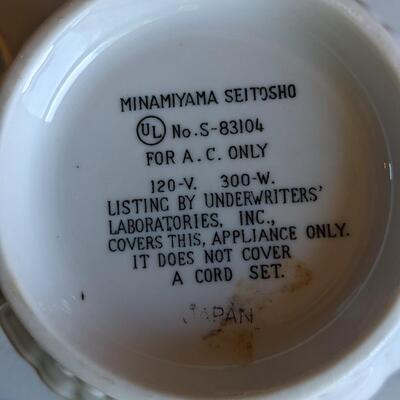 MINAMIYAMA SEITOSHO
UL No.S-83104
FOR A.C. ONLY
120-V. 300-W.
LISTING BY UNDERWRITERS'
LABORATORIES, INC.,
COVERS THIS, APPLIANCE ONLY.
IT DOES NOT COVER
A CORD SET.
JAPAN